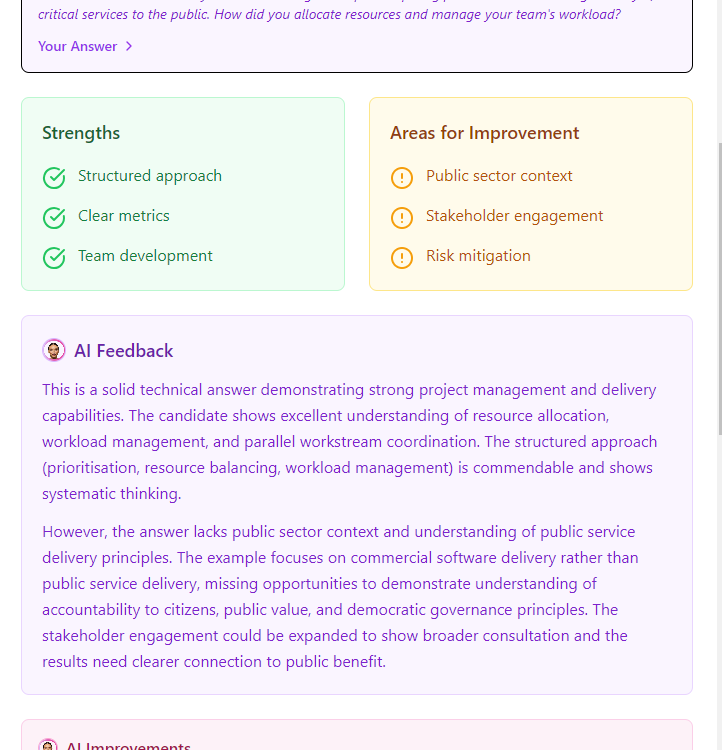 critical services to the public. How did you allocate resources and manage your team's workload?
Your Answer
Strengths
Structured approach
Clear metrics
Team development
Areas for Improvement
Public sector context
Stakeholder engagement
Risk mitigation
AI Feedback
This is a solid technical answer demonstrating strong project management and delivery
capabilities. The candidate shows excellent understanding of resource allocation,
workload management, and parallel workstream coordination. The structured approach
(prioritisation, resource balancing, workload management) is commendable and shows
systematic thinking.
However, the answer lacks public sector context and understanding of public service
delivery principles. The example focuses on commercial software delivery rather than
public service delivery, missing opportunities to demonstrate understanding of
accountability to citizens, public value, and democratic governance principles. The
stakeholder engagement could be expanded to show broader consultation and the
results need clearer connection to public benefit.
AI Improvements